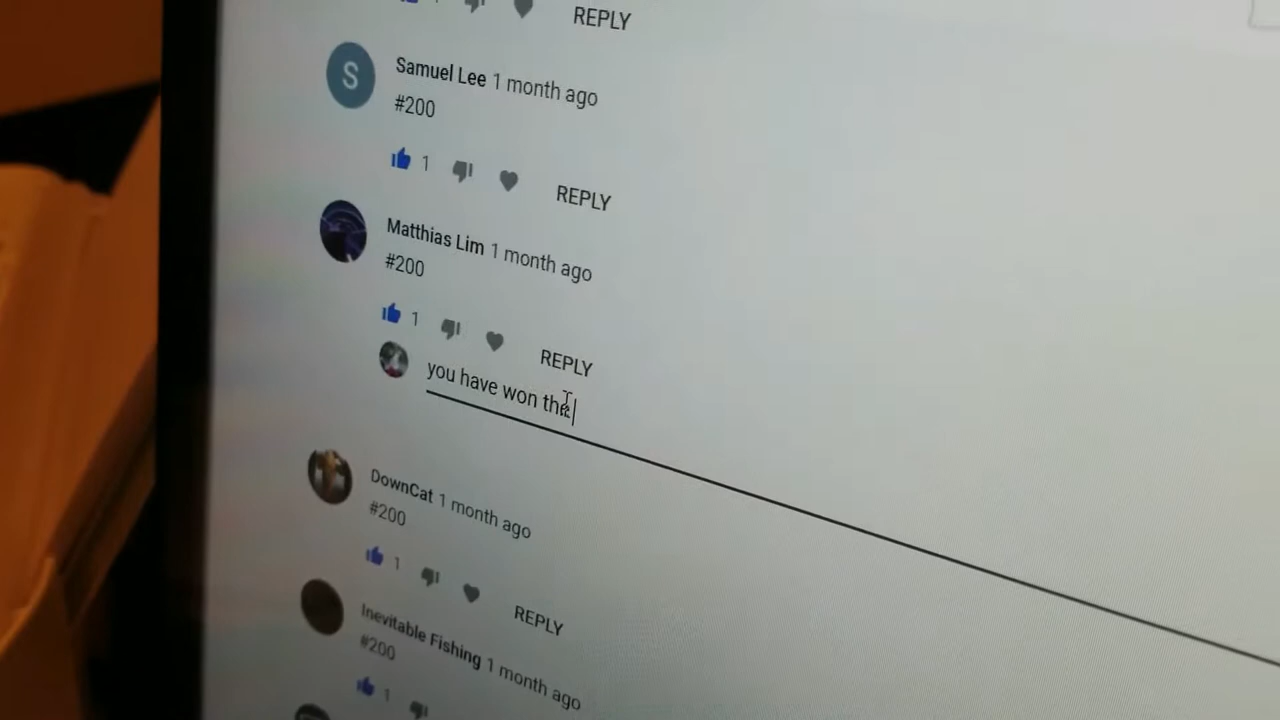 REPLY
S
Samuel Lee 1 month ago
#200
1
REPLY
Matthias Lim 1 month ago
#200
1
REPLY
you have won the
DownCat 1 month ago
#200
1
REPLY
Inevitable Fishing 1 month ago
#200
1